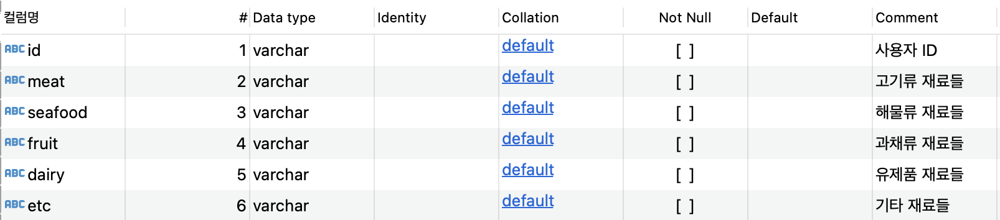 컬럼명 # Data type Identity Collation Not Null Default Comment
ABC id 1 varchar default [ ] 사용자 ID
ABC meat 2 varchar default [ ] 고기류 재료들
ABC seafood 3 varchar default [ ] 해물류 재료들
ABC fruit 4 varchar default [ ] 과채류 재료들
ABC dairy 5 varchar default [ ] 유제품 재료들
ABC etc 6 varchar default [ ] 기타 재료들